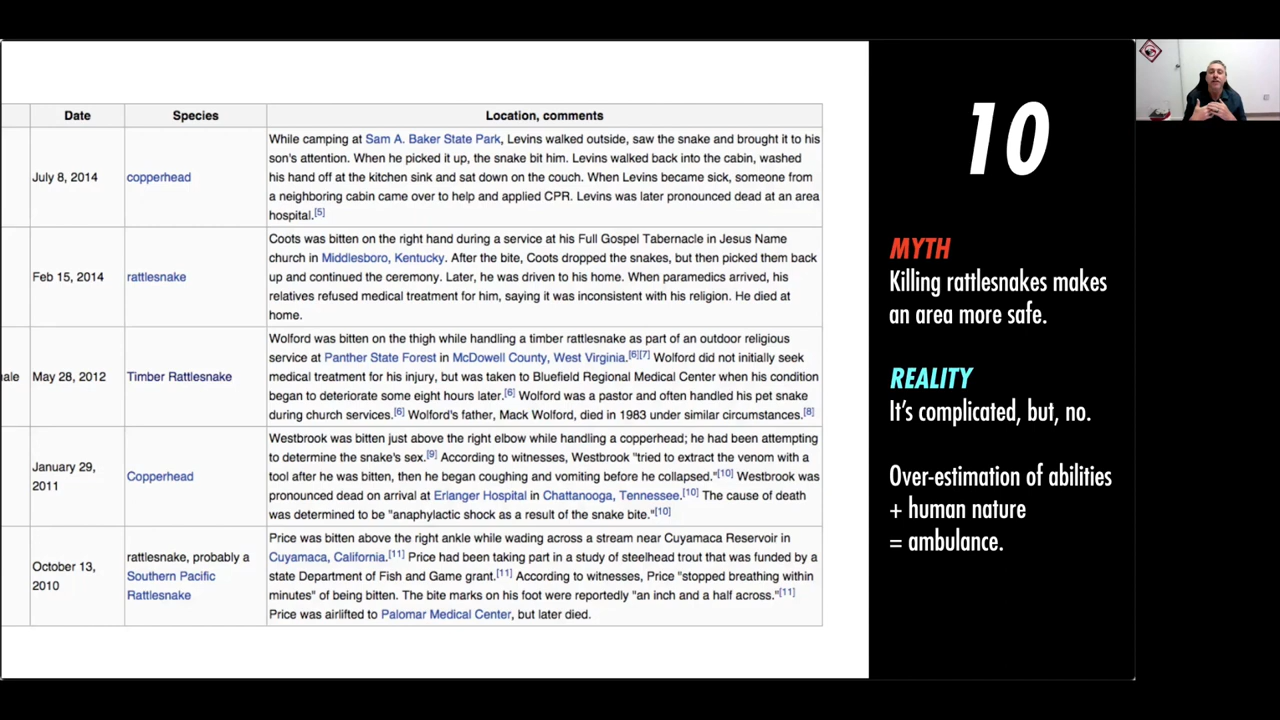 Date Species Location, comments
July 8, 2014
copperhead
While camping at Sam A. Baker State Park, Levins walked outside, saw the snake and brought it to his
son's attention. When he picked it up, the snake bit him. Levins walked back into the cabin, washed
his hand off at the kitchen sink and sat down on the couch. When Levins became sick, someone from
a neighboring cabin came over to help and applied CPR. Levins was later pronounced dead at an area
hospital.[5]
Feb 15, 2014
rattlesnake
Coots was bitten on the right hand during a service at his Full Gospel Tabernacle in Jesus Name
church in Middlesboro, Kentucky. After the bite, Coots dropped the snakes, but then picked them back
up and continued the ceremony. Later, he was driven to his home. When paramedics arrived, his
relatives refused medical treatment for him, saying it was inconsistent with his religion. He died at
home.
ale
May 28, 2012
Timber Rattlesnake
Wolford was bitten on the thigh while handling a timber rattlesnake as part of an outdoor religious
service at Panther State Forest in McDowell County, West Virginia.[6][7] Wolford did not initially seek
medical treatment for his injury, but was taken to Bluefield Regional Medical Center when his condition
began to deteriorate some eight hours later.[6] Wolford was a pastor and often handled his pet snake
during church services.[6] Wolford's father, Mack Wolford, died in 1983 under similar circumstances.[8]
January 29,
2011
Copperhead
Westbrook was bitten just above the right elbow while handling a copperhead; he had been attempting
to determine the snake's sex.[9] According to witnesses, Westbrook "tried to extract the venom with a
tool after he was bitten, then he began coughing and vomiting before he collapsed."[10] Westbrook was
pronounced dead on arrival at Erlanger Hospital in Chattanooga, Tennessee.[10] The cause of death
was determined to be "anaphylactic shock as a result of the snake bite."[10]
October 13,
2010
rattlesnake, probably a
Southern Pacific
Rattlesnake
Price was bitten above the right ankle while wading across a stream near Cuyamaca Reservoir in
Cuyamaca, California.[11] Price had been taking part in a study of steelhead trout that was funded by a
state Department of Fish and Game grant.[11] According to witnesses, Price "stopped breathing within
minutes" of being bitten. The bite marks on his foot were reportedly "an inch and a half across."[11]
Price was airlifted to Palomar Medical Center, but later died.
10
MYTH
Killing rattlesnakes makes
an area more safe.
REALITY
It's complicated, but, no.
Over-estimation of abilities
+ human nature
= ambulance.